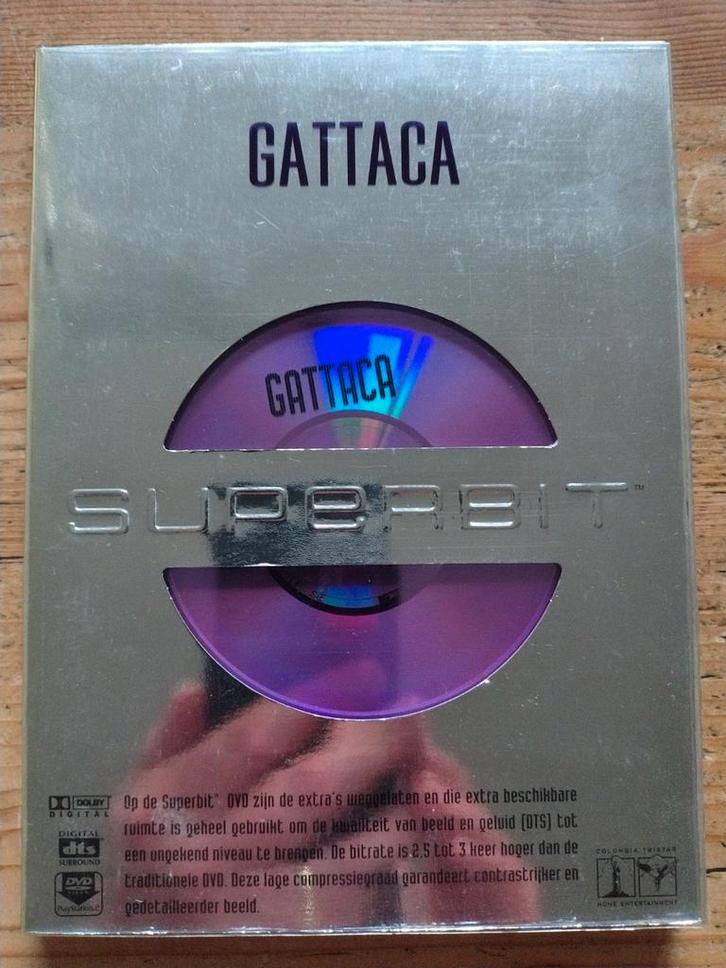 GATTACA
GATTACA
SUPERBIT™
Op de Superbit™ DVD zijn de extra's weggelaten en die extra beschikbare
ruimte is geheel gebruikt om de kwaliteit van beeld en geluid (DTS) tot
een ongekend niveau te brengen. De bitrate is 2.5 tot 3 keer hoger dan de
traditionele DVD. Deze lage compressiegraad garandeert contrastrijker en
gedetailleerder beeld.
DOLBY
DIGITAL
DIGITAL
dts
SURROUND
DVD
PlayStation 2
COLUMBIA TRISTAR
HOME ENTERTAINMENT